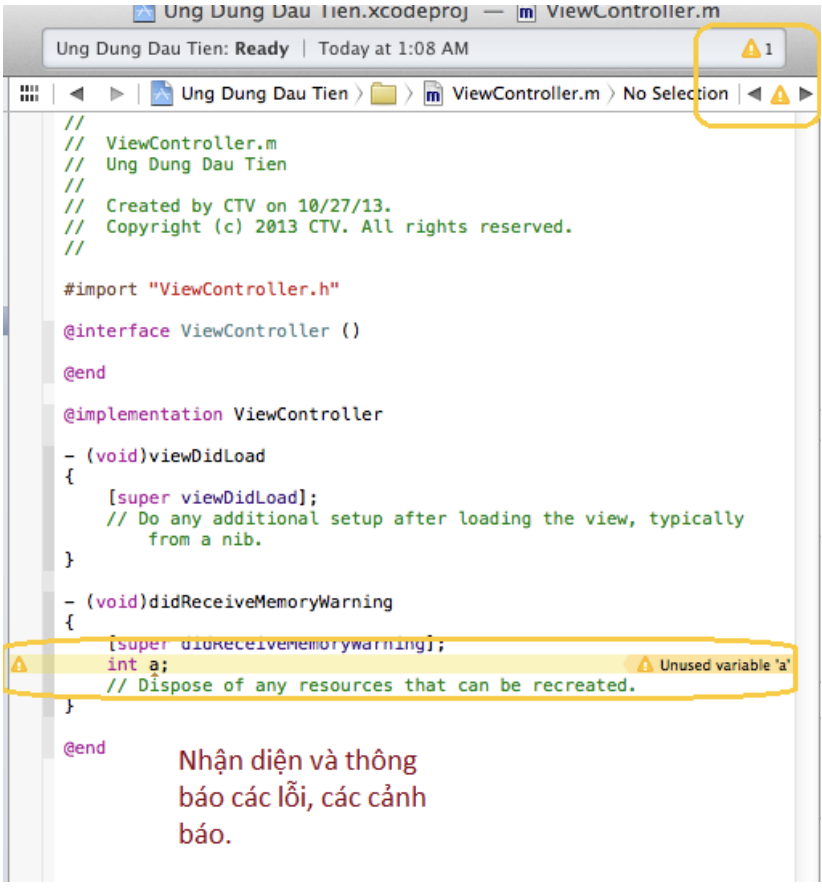 Ung Dung Dau Tien.xcodeproj — m ViewController.m
Ung Dung Dau Tien: Ready | Today at 1:08 AM 1
Ung Dung Dau Tien 〉 〉 m ViewController.m 〉 No Selection
//
// ViewController.m
// Ung Dung Dau Tien
//
// Created by CTV on 10/27/13.
// Copyright (c) 2013 CTV. All rights reserved.
//
#import "ViewController.h"
@interface ViewController ()
@end
@implementation ViewController
- (void)viewDidLoad
{
[super viewDidLoad];
// Do any additional setup after loading the view, typically
from a nib.
}
- (void)didReceiveMemoryWarning
{
[super didReceiveMemoryWarning];
int a; Unused variable 'a'
// Dispose of any resources that can be recreated.
}
@end
Nhận diện và thông
báo các lỗi, các cảnh
báo.